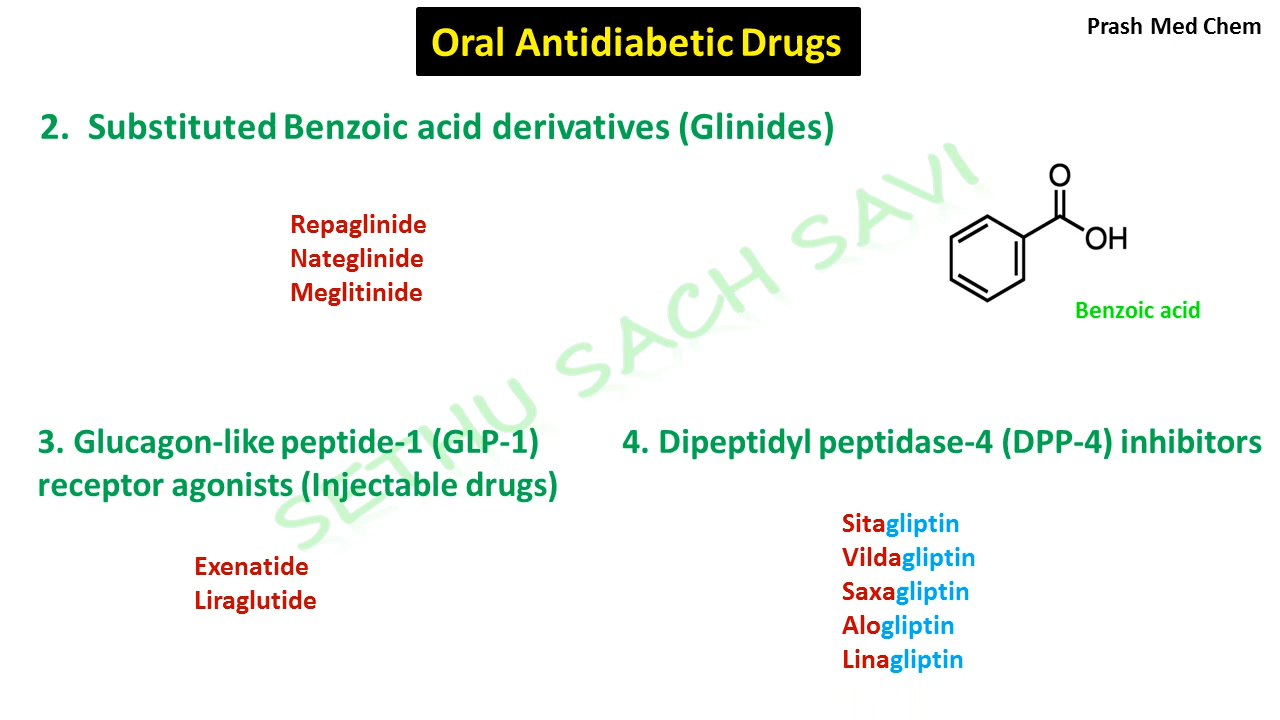 Oral Antidiabetic Drugs
Prash Med Chem
2. Substituted Benzoic acid derivatives (Glinides)
Repaglinide
Nateglinide
Meglitinide
O
OH
Benzoic acid
SETHU SACH SAVI
3. Glucagon-like peptide-1 (GLP-1)
receptor agonists (Injectable drugs)
Exenatide
Liraglutide
4. Dipeptidyl peptidase-4 (DPP-4) inhibitors
Sitagliptin
Vildagliptin
Saxagliptin
Alogliptin
Linagliptin